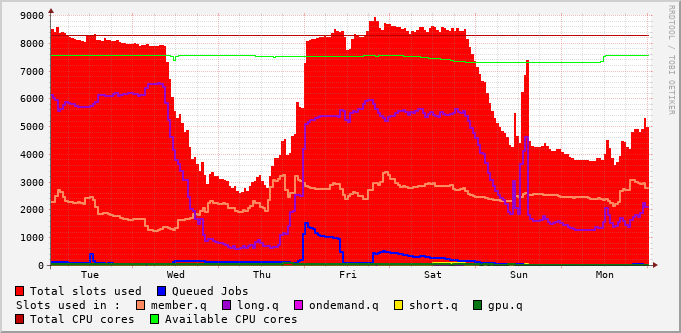 9000
8000
7000
6000
5000
4000
3000
2000
1000
0
Tue Wed Thu Fri Sat Sun Mon
RRDTOOL / TOBI OETIKER
Total slots used Queued Jobs
Slots used in : member.q long.q ondemand.q short.q gpu.q
Total CPU cores Available CPU cores